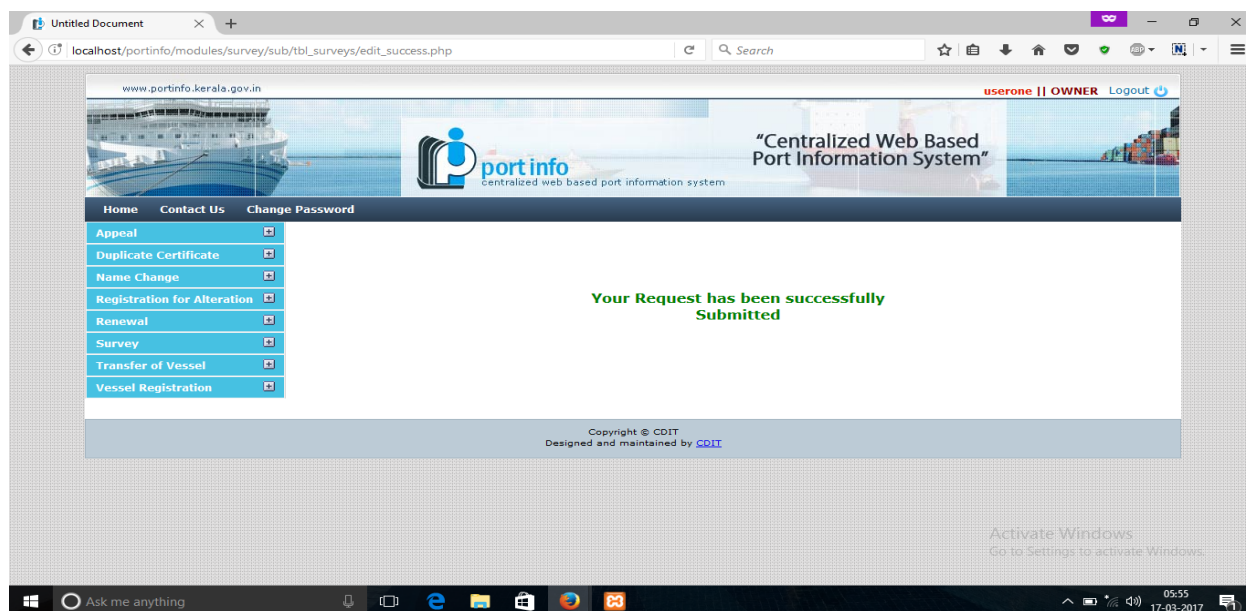 Untitled Document
localhost/portinfo/modules/survey/sub/tbl_surveys/edit_success.php
Search
ABP
N
www.portinfo.kerala.gov.in
userone || OWNER Logout
port info
centralized web based port information system
"Centralized Web Based
Port Information System"
Home Contact Us Change Password
Appeal
Duplicate Certificate
Name Change
Registration for Alteration
Renewal
Survey
Transfer of Vessel
Vessel Registration
Your Request has been successfully
Submitted
Copyright © CDIT
Designed and maintained by CDIT
Activate Windows
Go to Settings to activate Windows.
Ask me anything
05:55
17-03-2017